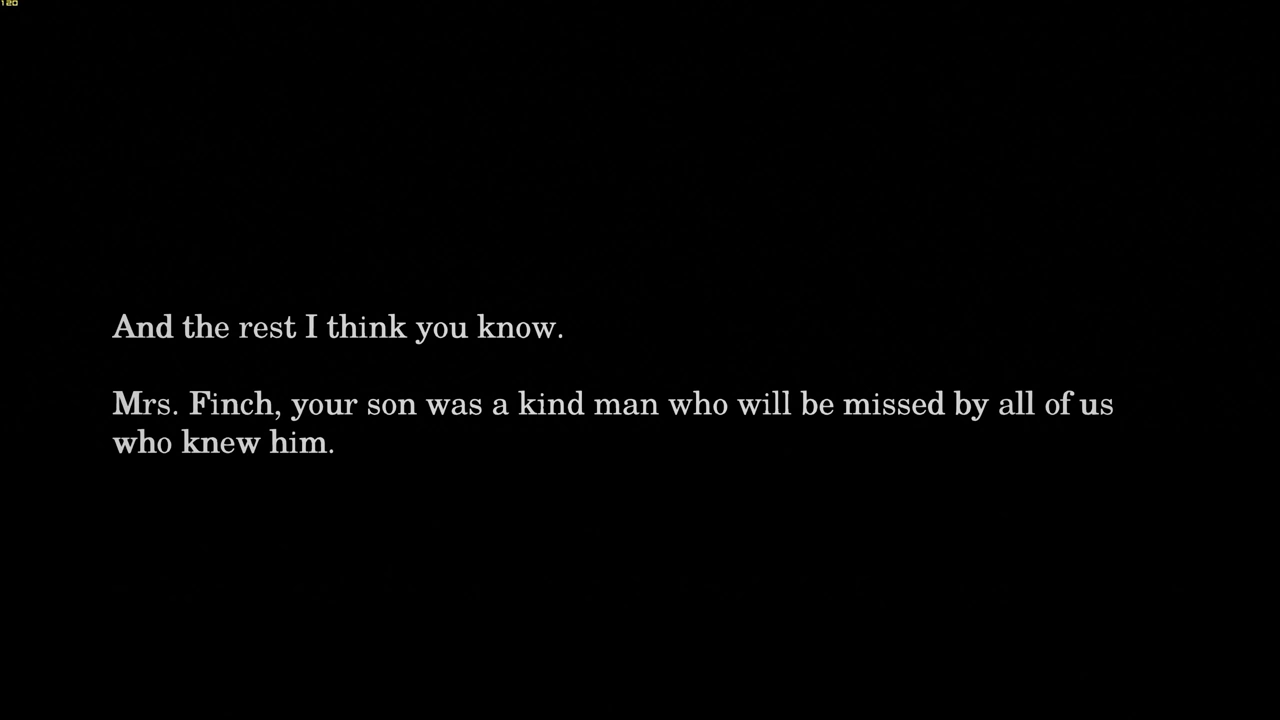 120
And the rest I think you know.
Mrs. Finch, your son was a kind man who will be missed by all of us
who knew him.